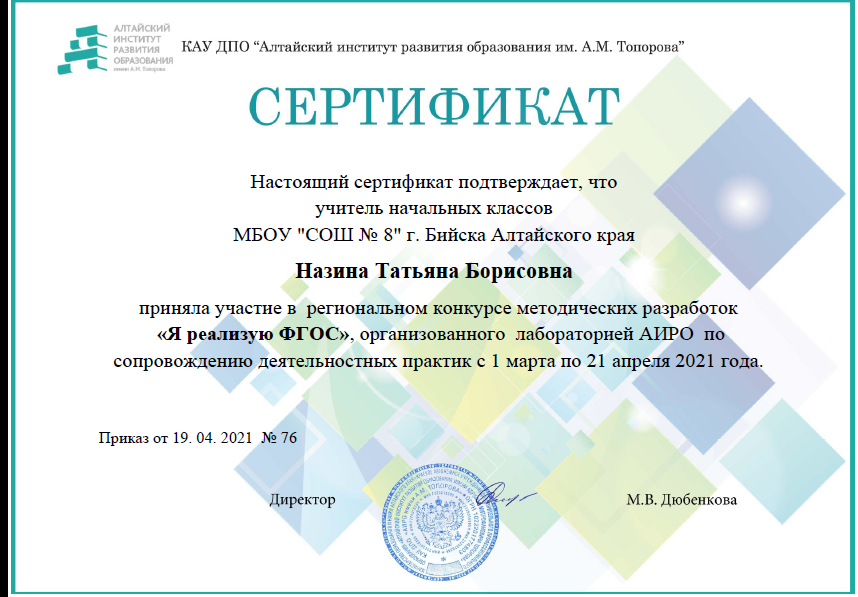 АЛТАЙСКИЙ
ИНСТИТУТ
РАЗВИТИЯ
ОБРАЗОВАНИЯ
имени А.М. Топорова
КАУ ДПО “Алтайский институт развития образования им. А.М. Топорова”
СЕРТИФИКАТ
Настоящий сертификат подтверждает, что
учитель начальных классов
МБОУ "СОШ № 8" г. Бийска Алтайского края
Назина Татьяна Борисовна
приняла участие в региональном конкурсе методических разработок
«Я реализую ФГОС», организованного лабораторией АИРО по
сопровождению деятельностных практик с 1 марта по 21 апреля 2021 года.
Приказ от 19. 04. 2021 № 76
Директор
М.В. Дюбенкова